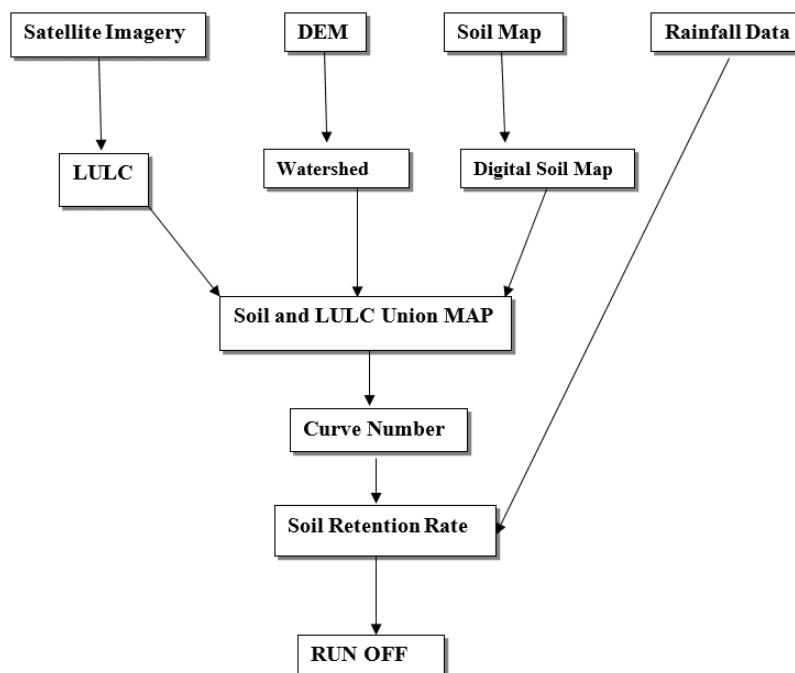 Satellite Imagery
DEM
Soil Map
Rainfall Data
LULC
Watershed
Digital Soil Map
Soil and LULC Union MAP
Curve Number
Soil Retention Rate
RUN OFF